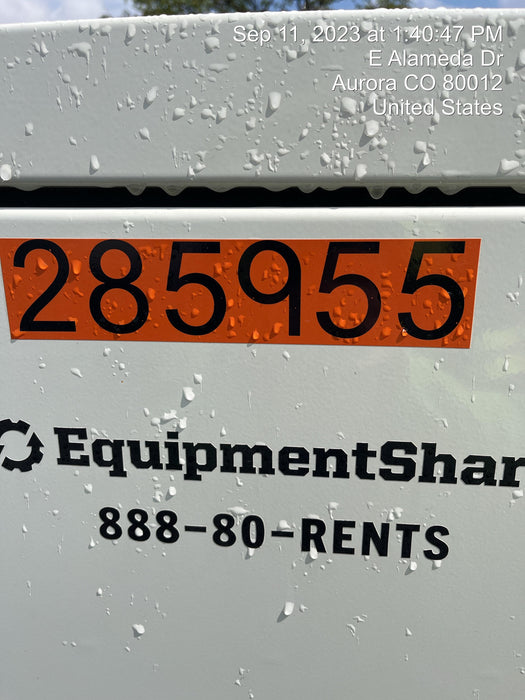 Sep 11, 2023 at 1:40:47 PM
E Alameda Dr
Aurora CO 80012
United States
285955
EquipmentShar
888-80-RENTS